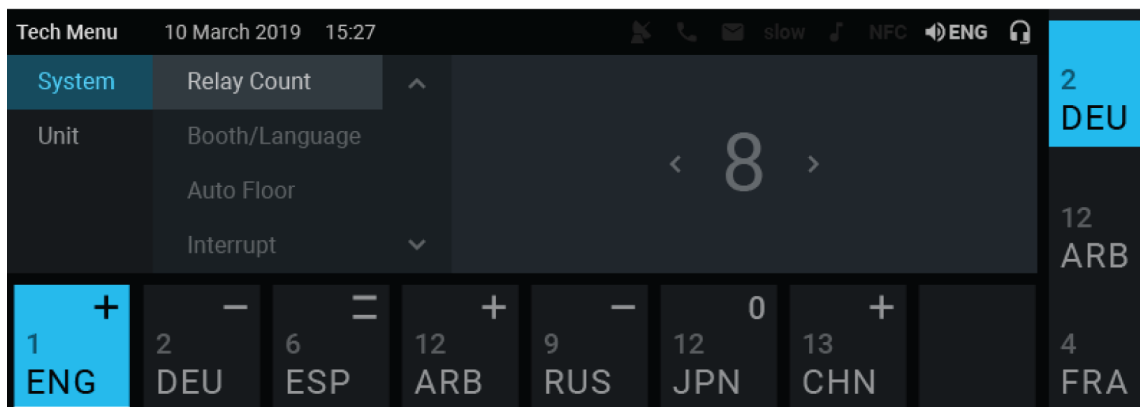 Tech Menu 10 March 2019 15:27 slow NFC ENG
System Relay Count
Unit Booth/Language
Auto Floor
Interrupt
< 8 >
2
DEU
12
ARB
4
FRA
+ − = + − 0 +
1 2 6 12 9 12 13
ENG DEU ESP ARB RUS JPN CHN